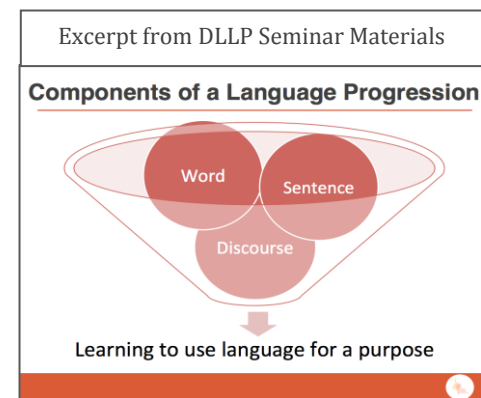 Excerpt from DLLP Seminar Materials
Components of a Language Progression
Word
Sentence
Discourse
Learning to use language for a purpose